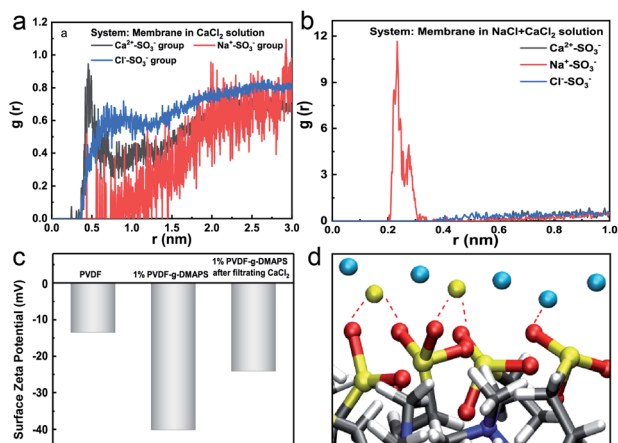 a
a
System: Membrane in CaCl₂ solution
Ca²⁺-SO₃⁻ group
Na⁺-SO₃⁻ group
Cl⁻-SO₃⁻ group
g (r)
1.2
1.0
0.8
0.6
0.4
0.2
0.0
0.0 0.5 1.0 1.5 2.0 2.5 3.0
r (nm)
b
System: Membrane in NaCl+CaCl₂ solution
Ca²⁺-SO₃⁻
Na⁺-SO₃⁻
Cl⁻-SO₃⁻
g (r)
12
9
6
3
0
0.0 0.2 0.4 0.6 0.8 1.0
r (nm)
c
PVDF
1% PVDF-g-DMAPS
1% PVDF-g-DMAPS
after filtrating CaCl₂
Surface Zeta Potential (mV)
0
-10
-20
-30
-40
d